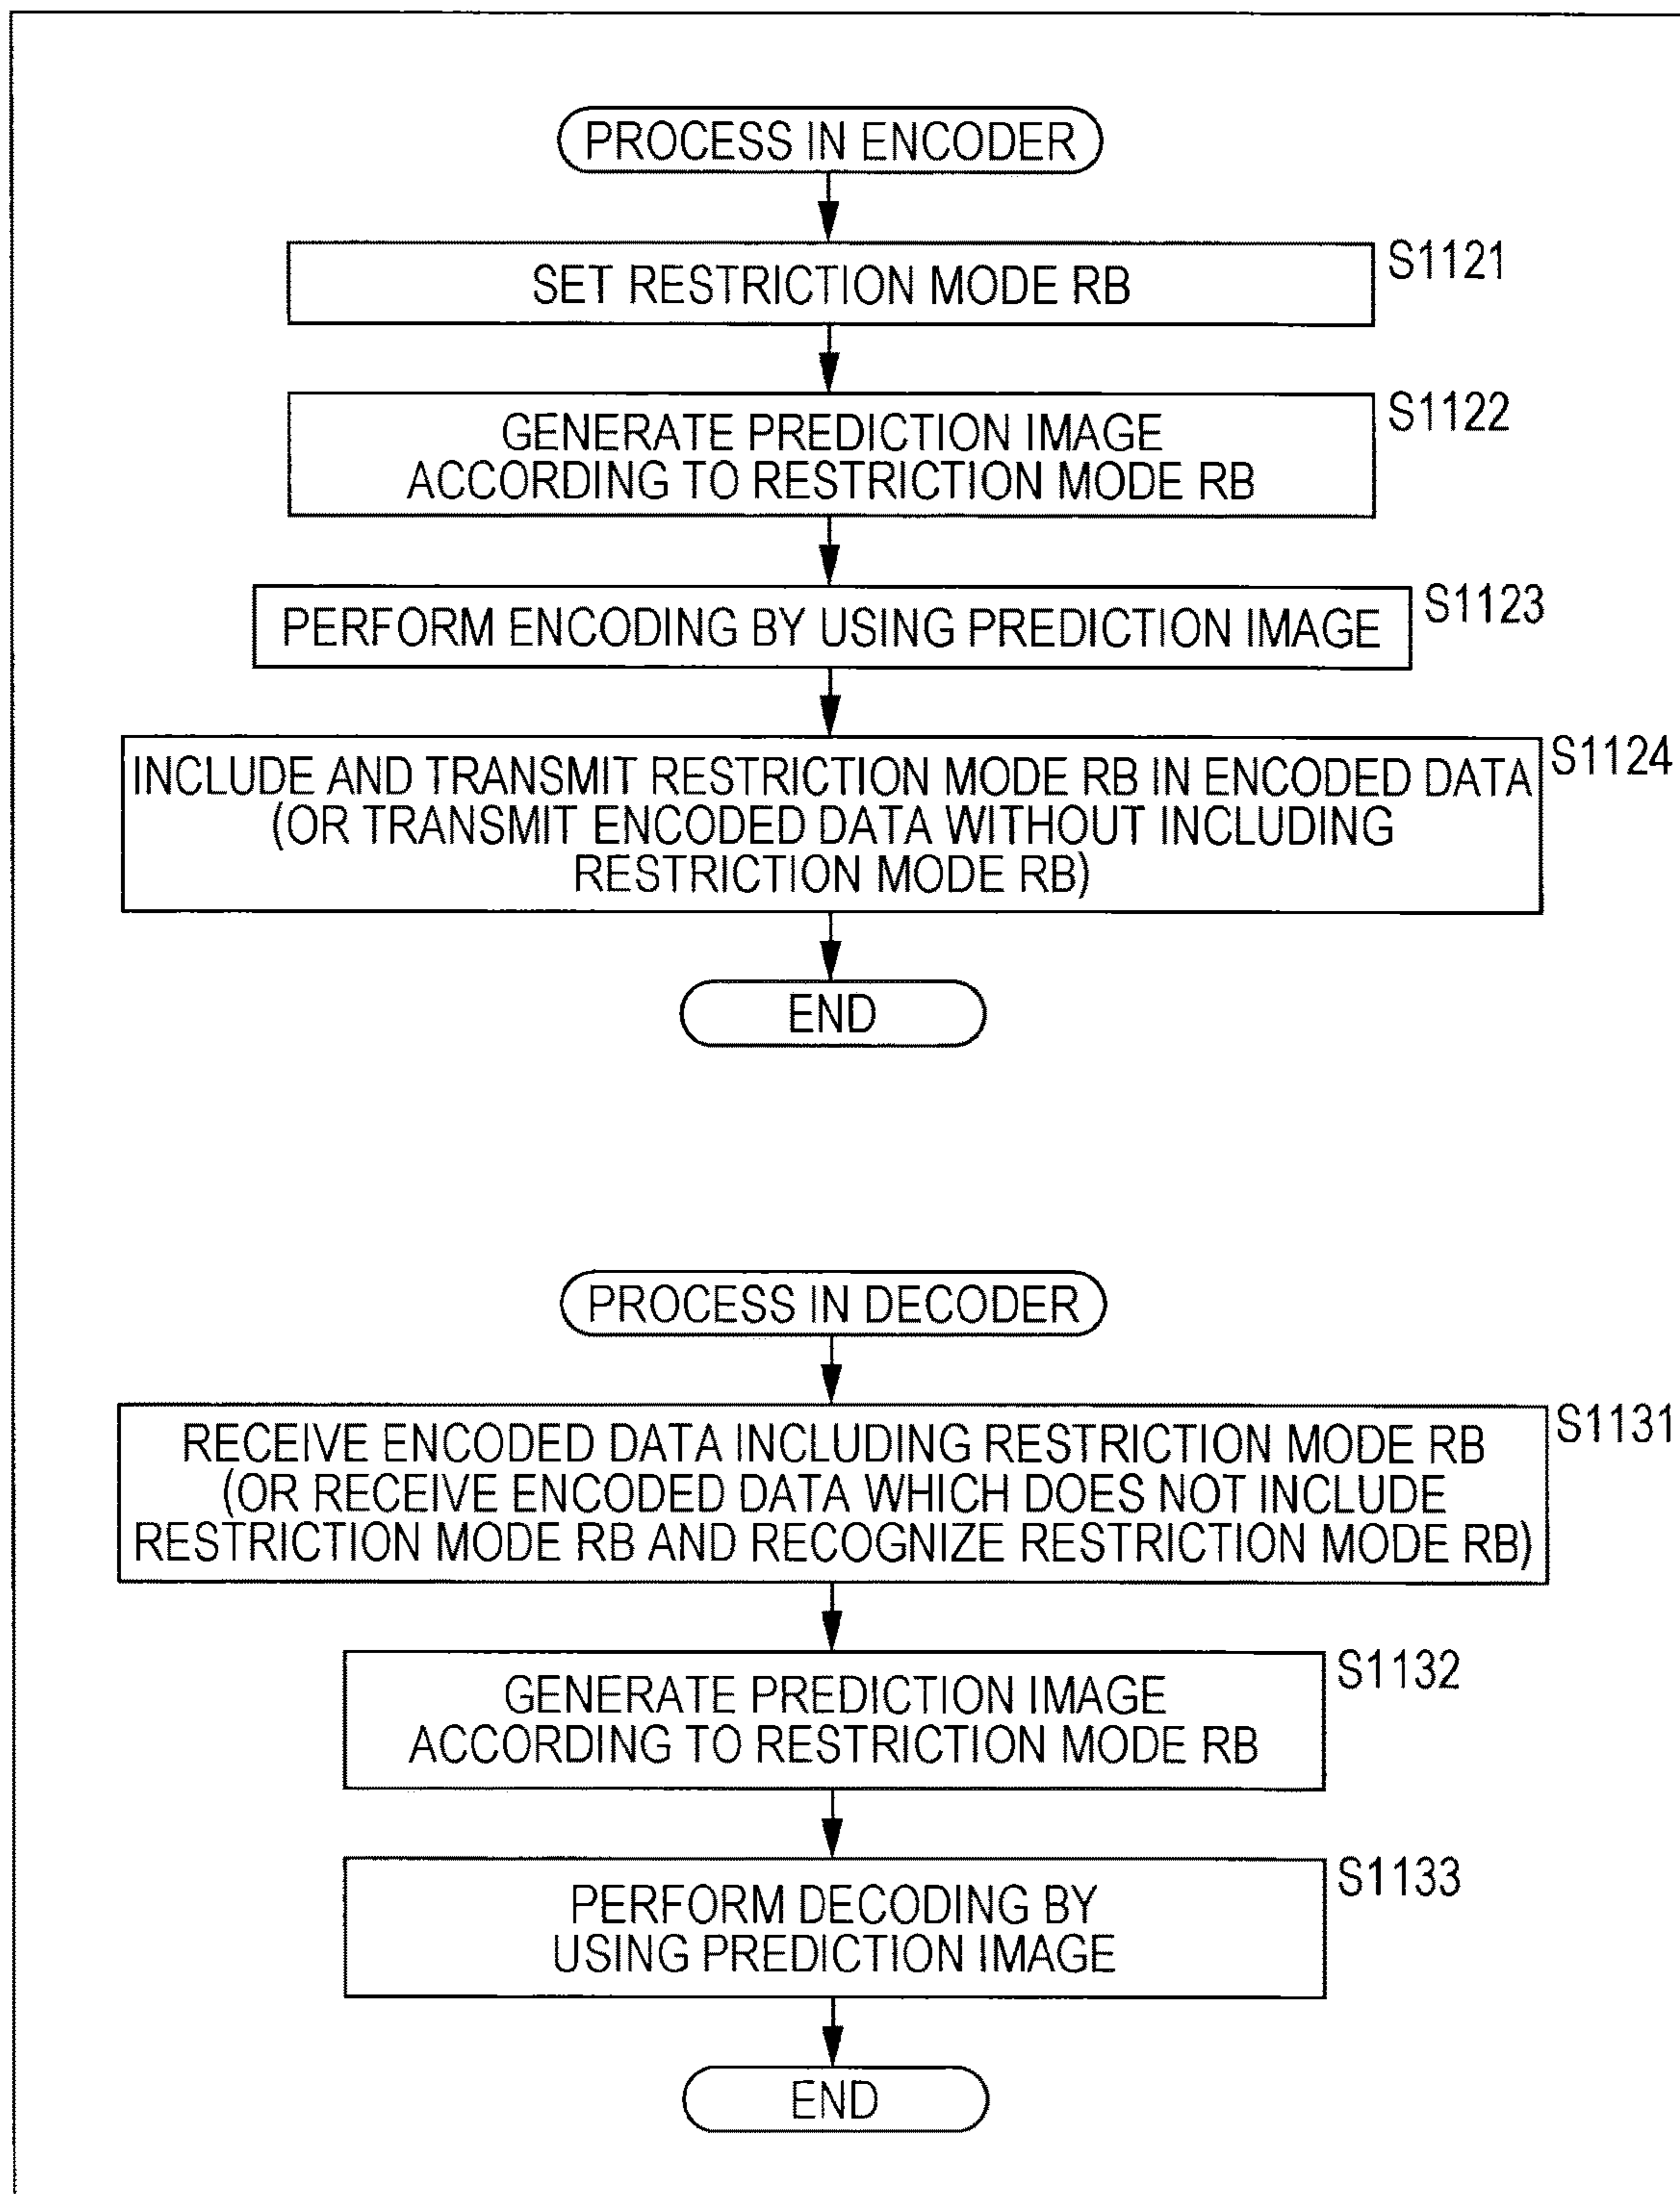 PROCESS IN ENCODER
SET RESTRICTION MODE RB
S1121
GENERATE PREDICTION IMAGE
ACCORDING TO RESTRICTION MODE RB
S1122
PERFORM ENCODING BY USING PREDICTION IMAGE
S1123
INCLUDE AND TRANSMIT RESTRICTION MODE RB IN ENCODED DATA
(OR TRANSMIT ENCODED DATA WITHOUT INCLUDING
RESTRICTION MODE RB)
S1124
END
PROCESS IN DECODER
RECEIVE ENCODED DATA INCLUDING RESTRICTION MODE RB
(OR RECEIVE ENCODED DATA WHICH DOES NOT INCLUDE
RESTRICTION MODE RB AND RECOGNIZE RESTRICTION MODE RB)
S1131
GENERATE PREDICTION IMAGE
ACCORDING TO RESTRICTION MODE RB
S1132
PERFORM DECODING BY
USING PREDICTION IMAGE
S1133
END